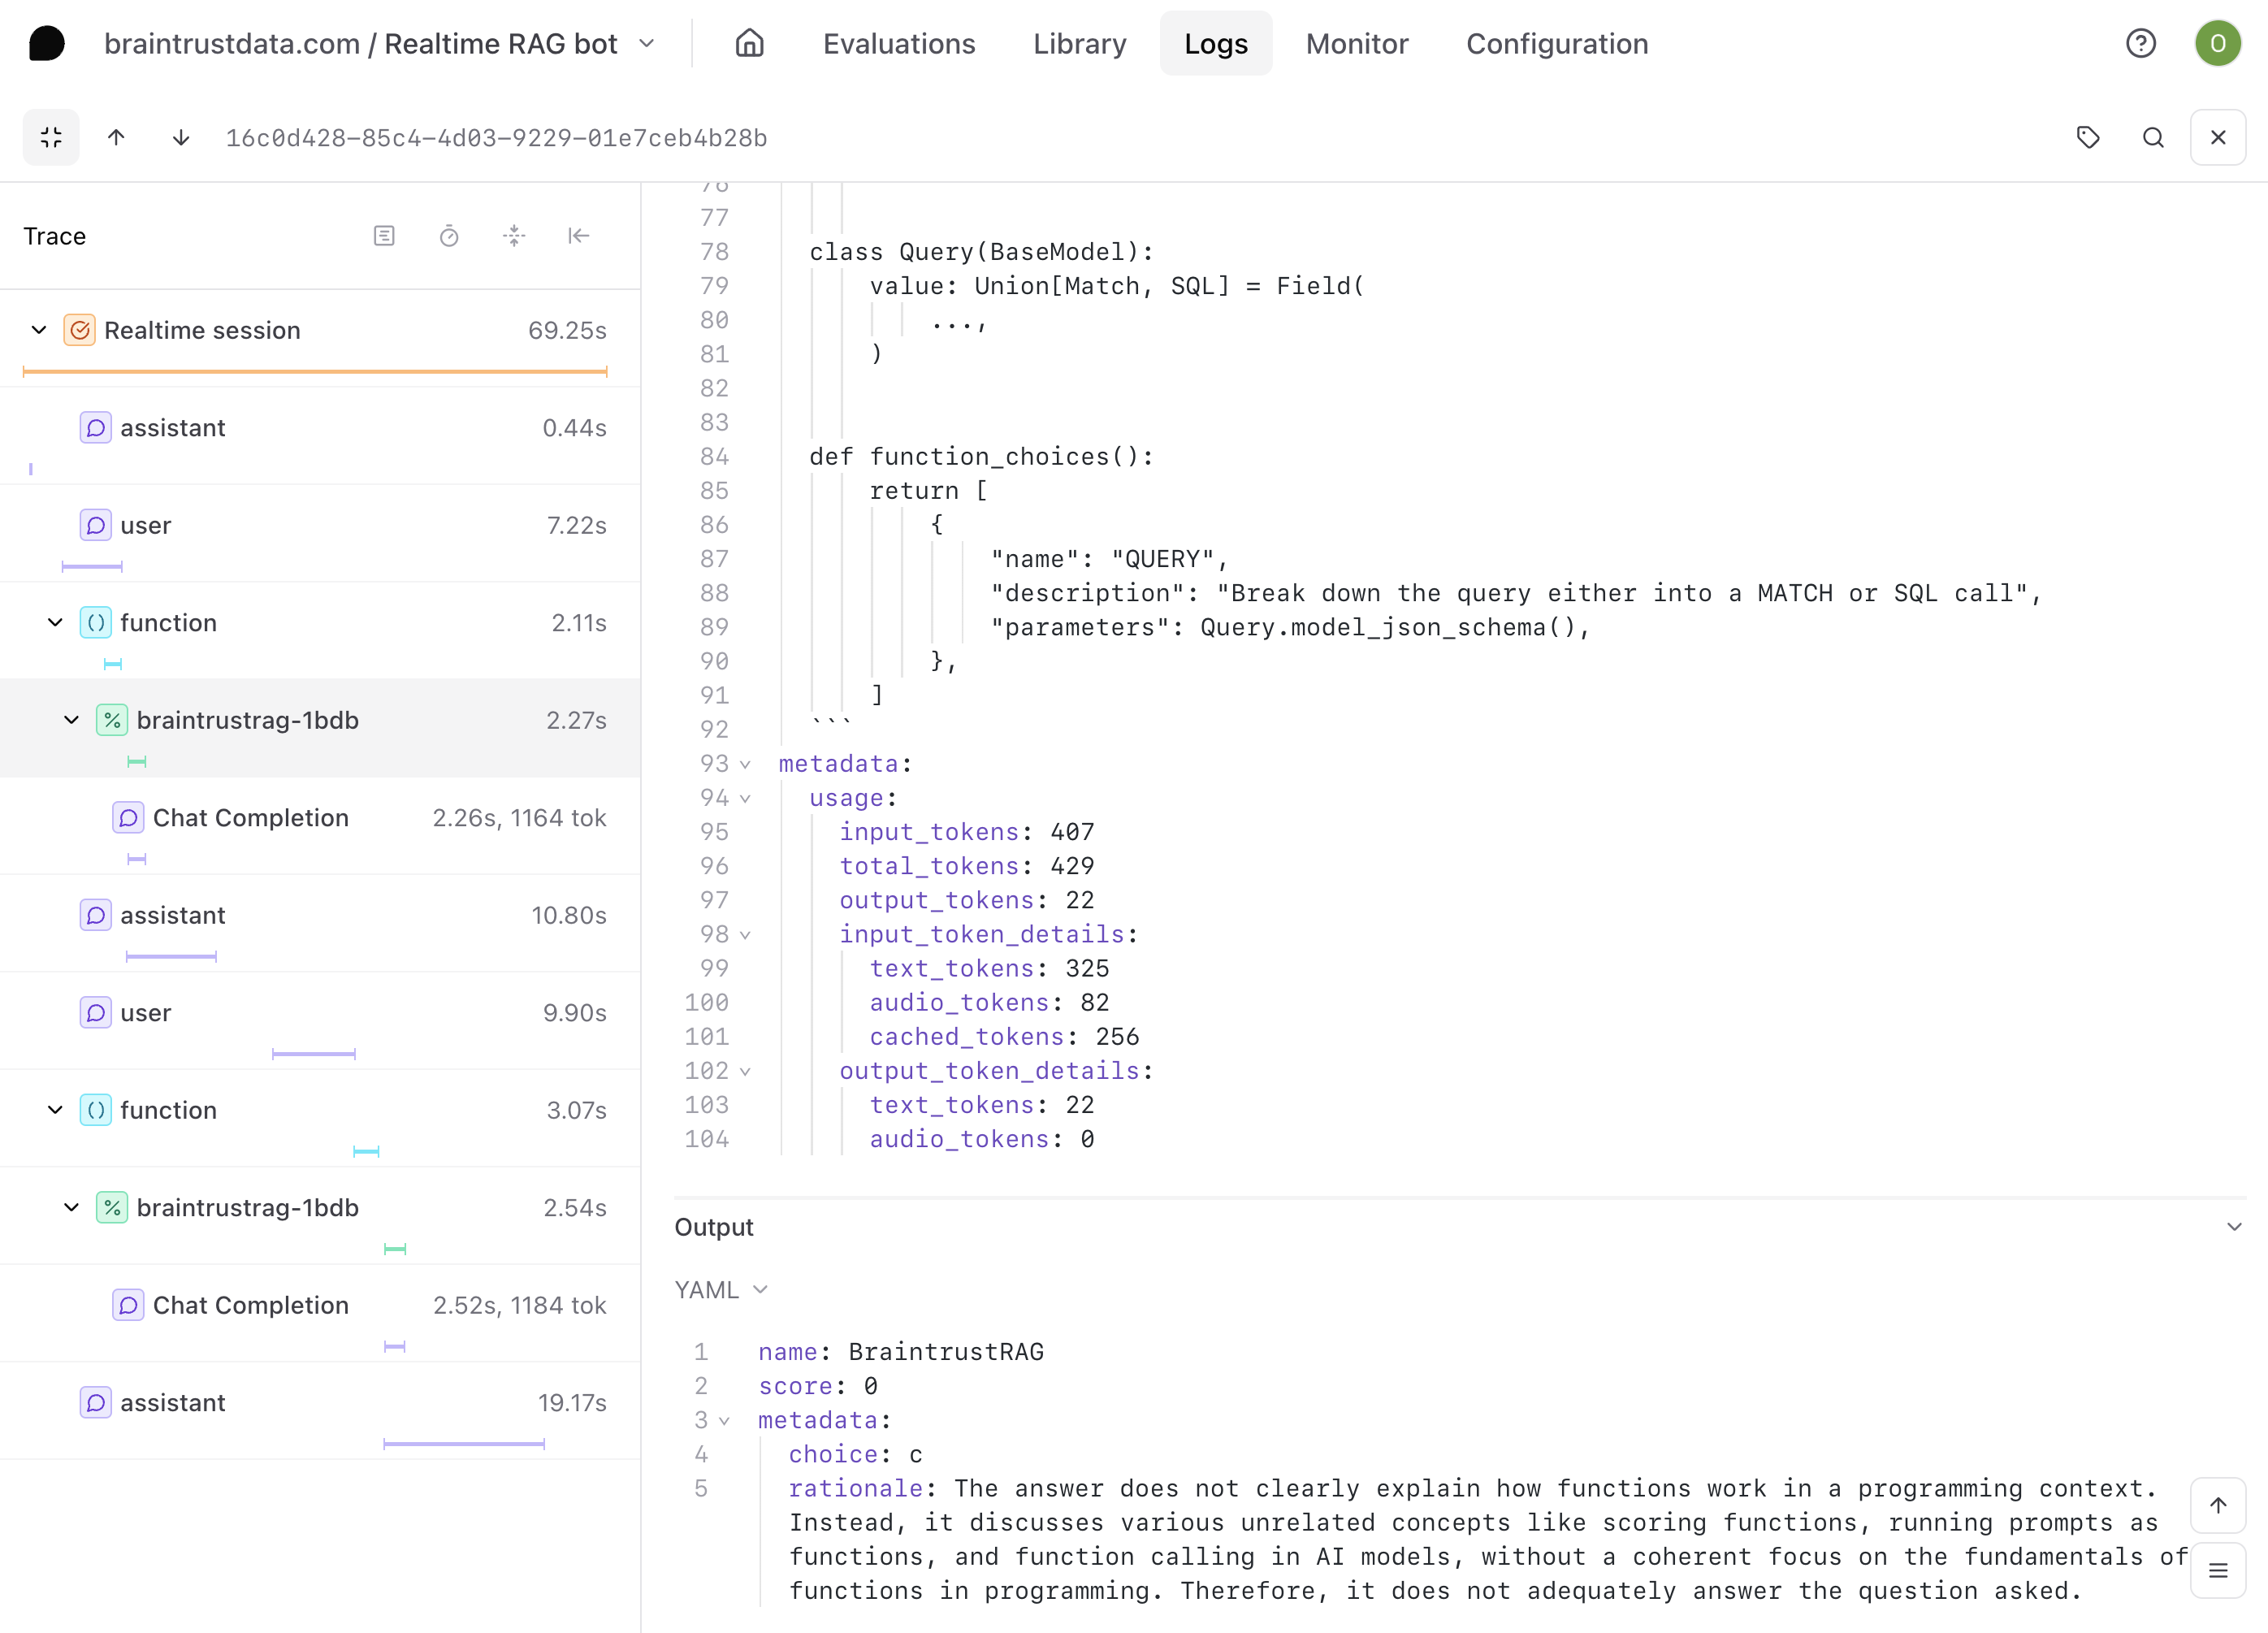 braintrustdata.com / Realtime RAG bot
Home
Evaluations
Library
Logs
Monitor
Configuration
O
16c0d428-85c4-4d03-9229-01e7ceb4b28b
Trace
Realtime session 69.25s
assistant 0.44s
user 7.22s
function 2.11s
braintrustrag-1bdb 2.27s
Chat Completion 2.26s, 1164 tok
assistant 10.80s
user 9.90s
function 3.07s
braintrustrag-1bdb 2.54s
Chat Completion 2.52s, 1184 tok
assistant 19.17s
76
77
78 class Query(BaseModel):
79 value: Union[Match, SQL] = Field(
80 ...,
81 )
82
83
84 def function_choices():
85 return [
86 {
87 "name": "QUERY",
88 "description": "Break down the query either into a MATCH or SQL call",
89 "parameters": Query.model_json_schema(),
90 },
91 ]
92 ```
93 metadata:
94 usage:
95 input_tokens: 407
96 total_tokens: 429
97 output_tokens: 22
98 input_token_details:
99 text_tokens: 325
100 audio_tokens: 82
101 cached_tokens: 256
102 output_token_details:
103 text_tokens: 22
104 audio_tokens: 0
Output
YAML
1 name: BraintrustRAG
2 score: 0
3 metadata:
4 choice: c
5 rationale: The answer does not clearly explain how functions work in a programming context.
Instead, it discusses various unrelated concepts like scoring functions, running prompts as
functions, and function calling in AI models, without a coherent focus on the fundamentals of
functions in programming. Therefore, it does not adequately answer the question asked.